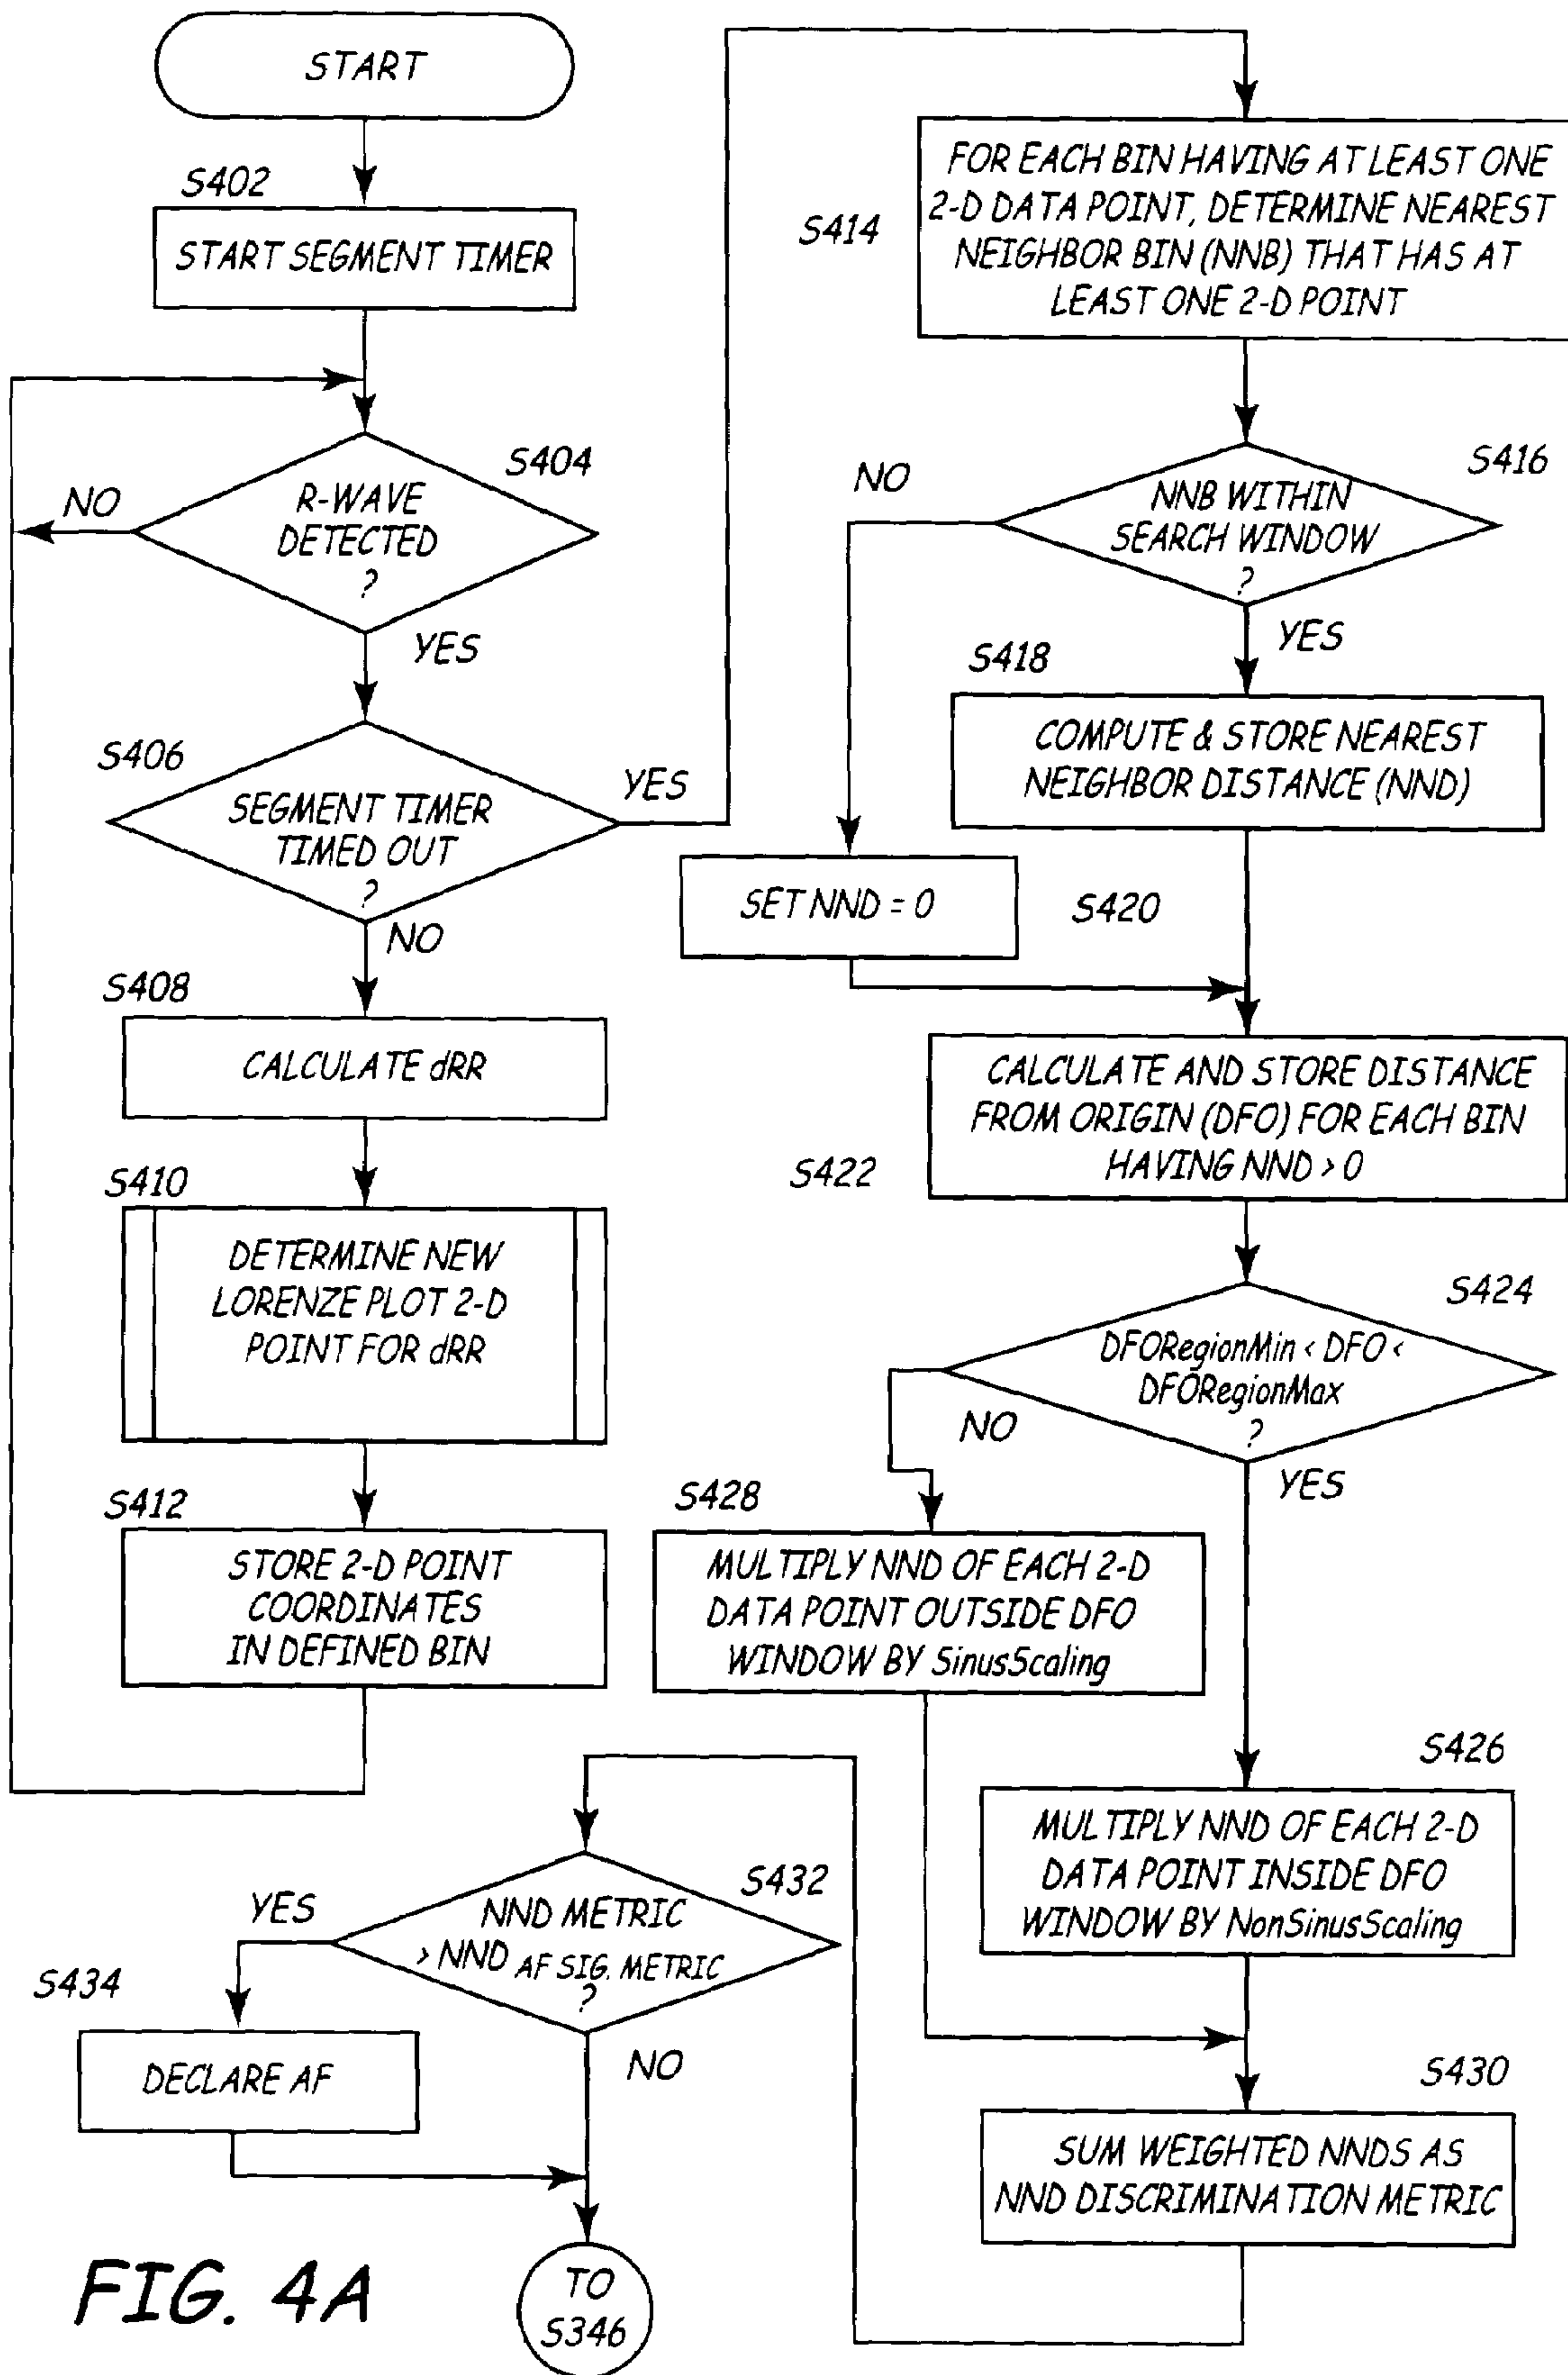 START
S402
START SEGMENT TIMER
S404
NO
R-WAVE
DETECTED
?
YES
S406
SEGMENT TIMER
TIMED OUT
?
YES
NO
S408
CALCULATE dRR
S410
DETERMINE NEW
LORENZE PLOT 2-D
POINT FOR dRR
S412
STORE 2-D POINT
COORDINATES
IN DEFINED BIN
S414
FOR EACH BIN HAVING AT LEAST ONE
2-D DATA POINT, DETERMINE NEAREST
NEIGHBOR BIN (NNB) THAT HAS AT
LEAST ONE 2-D POINT
S416
NO
NNB WITHIN
SEARCH WINDOW
?
YES
S418
COMPUTE & STORE NEAREST
NEIGHBOR DISTANCE (NND)
SET NND = 0
S420
CALCULATE AND STORE DISTANCE
FROM ORIGIN (DFO) FOR EACH BIN
HAVING NND > 0
S422
S424
DFORegionMin < DFO <
DFORegionMax
?
NO
YES
S428
MULTIPLY NND OF EACH 2-D
DATA POINT OUTSIDE DFO
WINDOW BY SinusScaling
S426
MULTIPLY NND OF EACH 2-D
DATA POINT INSIDE DFO
WINDOW BY NonSinusScaling
S430
SUM WEIGHTED NNDS AS
NND DISCRIMINATION METRIC
S432
YES
NND METRIC
> NND AF SIG. METRIC
?
NO
S434
DECLARE AF
TO
S346
FIG. 4A